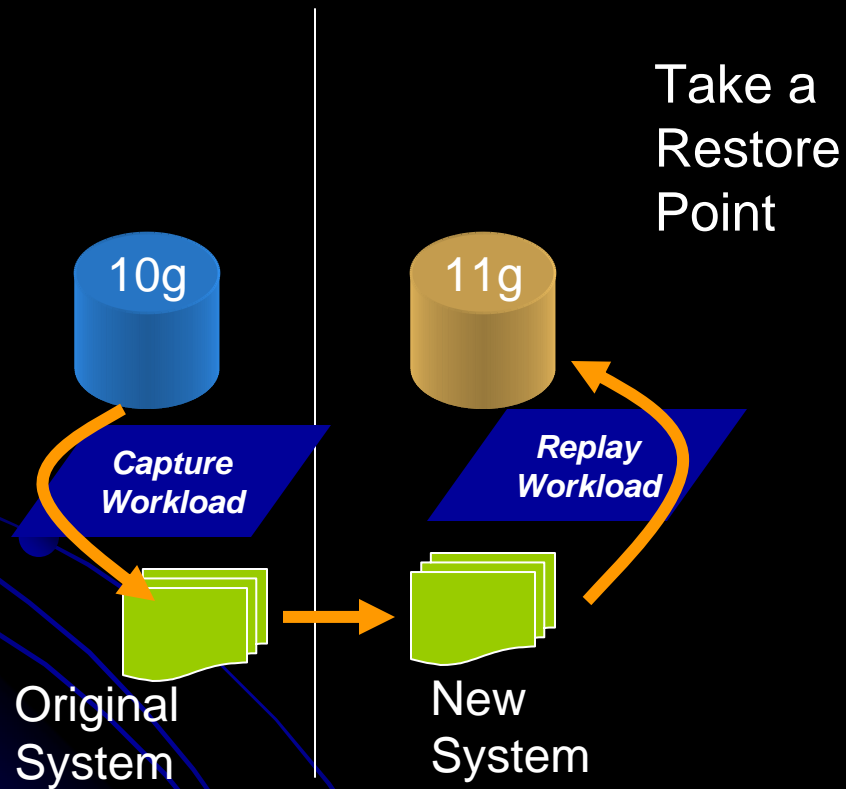 Take a
Restore
Point
10g
11g
Capture
Workload
Replay
Workload
Original
System
New
System